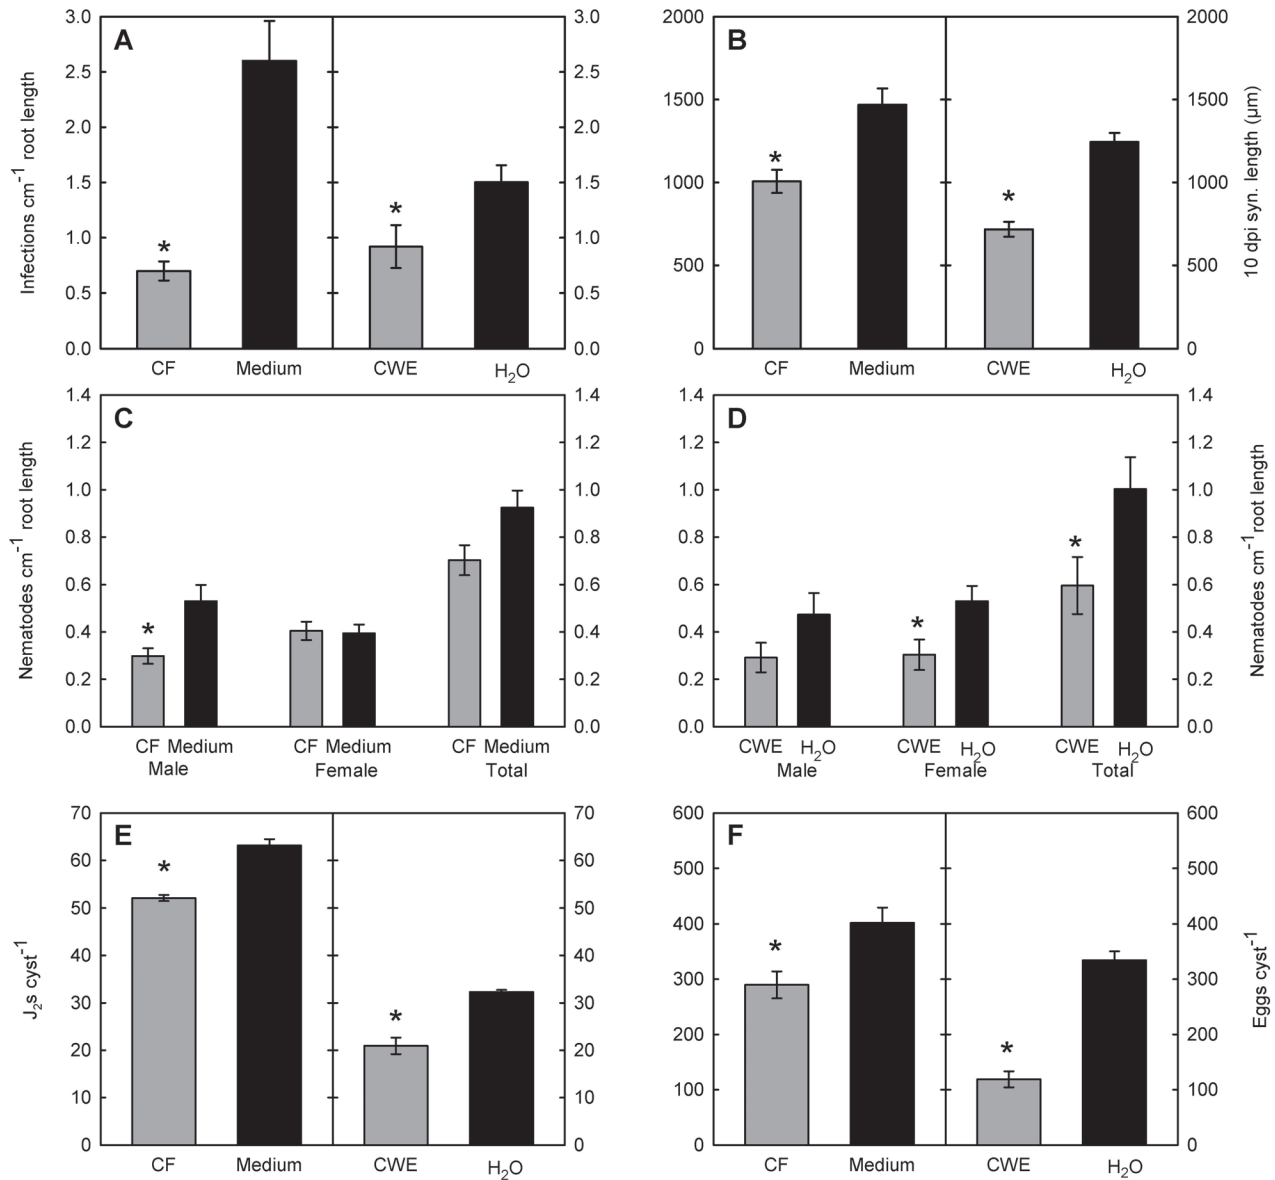 A
Infections cm⁻¹ root length
3.0 3.0
2.5 2.5
2.0 2.0
1.5 1.5
1.0 1.0
0.5 0.5
0.0 0.0
* *
CF Medium CWE H₂O
B
10 dpi syn. length (µm)
2000 2000
1500 1500
1000 1000
500 500
0 0
* *
CF Medium CWE H₂O
C
Nematodes cm⁻¹ root length
1.4 1.4
1.2 1.2
1.0 1.0
0.8 0.8
0.6 0.6
0.4 0.4
0.2 0.2
0.0 0.0
*
CF Medium CF Medium CF Medium
Male Female Total
D
Nematodes cm⁻¹root length
1.4 1.4
1.2 1.2
1.0 1.0
0.8 0.8
0.6 0.6
0.4 0.4
0.2 0.2
0.0 0.0
* *
CWE H₂O CWE H₂O CWE H₂O
Male Female Total
E
J₂s cyst⁻¹
70 70
60 60
50 50
40 40
30 30
20 20
10 10
0 0
* *
CF Medium CWE H₂O
F
Eggs cyst⁻¹
600 600
500 500
400 400
300 300
200 200
100 100
0 0
* *
CF Medium CWE H₂O